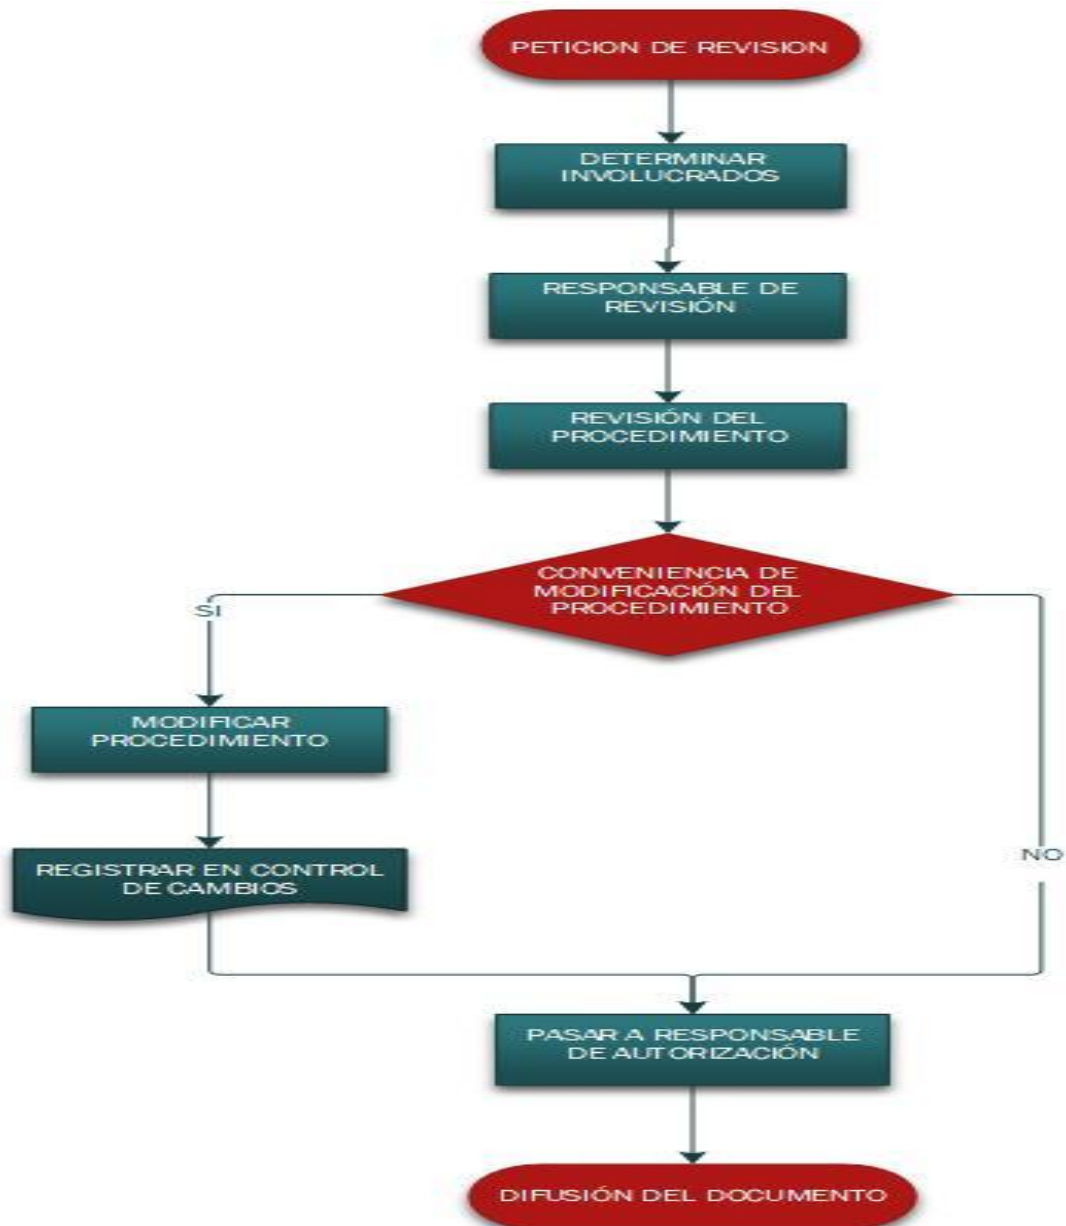 PETICION DE REVISION
DETERMINAR
INVOLUCRADOS
RESPONSABLE DE
REVISIÓN
REVISIÓN DEL
PROCEDIMIENTO
CONVENIENCIA DE
MODIFICACIÓN DEL
PROCEDIMIENTO
SI
MODIFICAR
PROCEDIMIENTO
REGISTRAR EN CONTROL
DE CAMBIOS
NO
PASAR A RESPONSABLE
DE AUTORIZACIÓN
DIFUSIÓN DEL DOCUMENTO